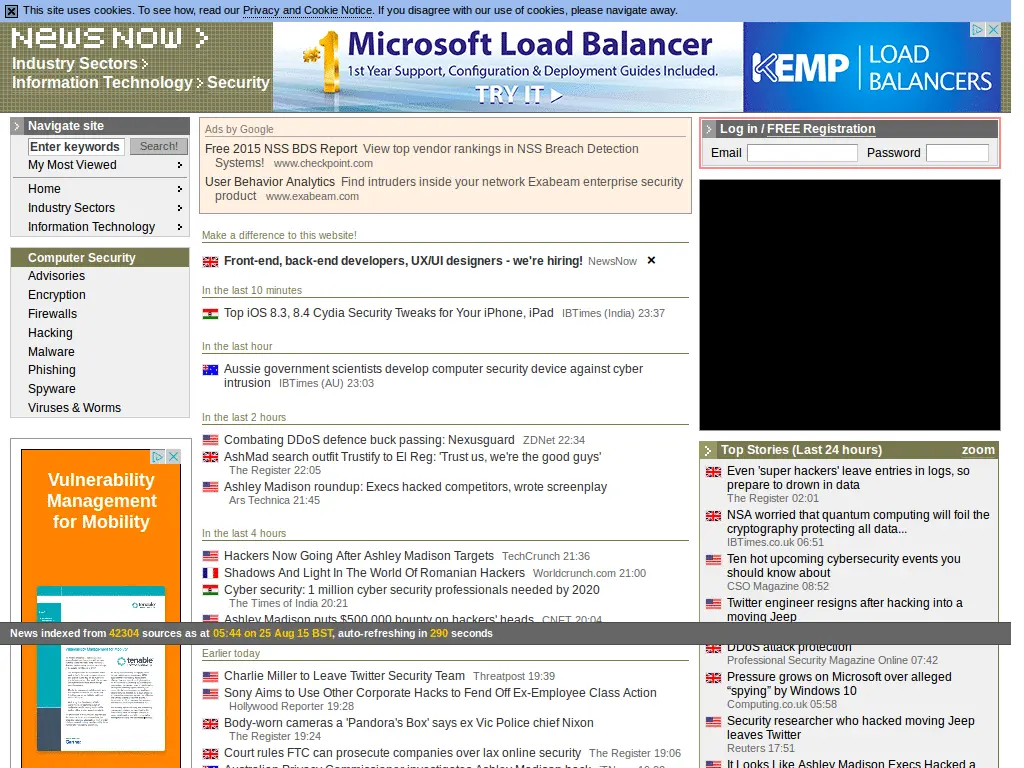 This site uses cookies. To see how, read our Privacy and Cookie Notice. If you disagree with our use of cookies, please navigate away.
News Now
Industry Sectors
Information Technology > Security
#1 Microsoft Load Balancer
1st Year Support, Configuration & Deployment Guides Included.
TRY IT
KEMP LOAD
BALANCERS
Navigate site
Enter keywords Search!
My Most Viewed
Home
Industry Sectors
Information Technology
Computer Security
Advisories
Encryption
Firewalls
Hacking
Malware
Phishing
Spyware
Viruses & Worms
Vulnerability
Management
for Mobility
tenable
tenable
Ads by Google
Free 2015 NSS BDS Report View top vendor rankings in NSS Breach Detection
Systems! www.checkpoint.com
User Behavior Analytics Find intruders inside your network Exabeam enterprise security
product www.exabeam.com
Make a difference to this website!
Front-end, back-end developers, UX/UI designers - we're hiring! NewsNow
In the last 10 minutes
Top iOS 8.3, 8.4 Cydia Security Tweaks for Your iPhone, iPad IBTimes (India) 23:37
In the last hour
Aussie government scientists develop computer security device against cyber
intrusion IBTimes (AU) 23:03
In the last 2 hours
Combating DDoS defence buck passing: Nexusguard ZDNet 22:34
AshMad search outfit Trustify to El Reg: 'Trust us, we're the good guys'
The Register 22:05
Ashley Madison roundup: Execs hacked competitors, wrote screenplay
Ars Technica 21:45
In the last 4 hours
Hackers Now Going After Ashley Madison Targets TechCrunch 21:36
Shadows And Light In The World Of Romanian Hackers Worldcrunch.com 21:00
Cyber security: 1 million cyber security professionals needed by 2020
The Times of India 20:21
Ashley Madison puts $500,000 bounty on hackers' heads CNET 20:04
News indexed from 42304 sources as at 05:44 on 25 Aug 15 BST, auto-refreshing in 290 seconds
Earlier today
Charlie Miller to Leave Twitter Security Team Threatpost 19:39
Sony Aims to Use Other Corporate Hacks to Fend Off Ex-Employee Class Action
Hollywood Reporter 19:28
Body-worn cameras a 'Pandora's Box' says ex Vic Police chief Nixon
The Register 19:24
Court rules FTC can prosecute companies over lax online security The Register 19:06
Australian Privacy Commissioner investigates Ashley Madison hack
Log in / FREE Registration
Email Password
Top Stories (Last 24 hours) zoom
Even 'super hackers' leave entries in logs, so
prepare to drown in data
The Register 02:01
NSA worried that quantum computing will foil the
cryptography protecting all data...
IBTimes.co.uk 06:51
Ten hot upcoming cybersecurity events you
should know about
CSO Magazine 08:52
Twitter engineer resigns after hacking into a
moving Jeep
DDoS attack protection
Professional Security Magazine Online 07:42
Pressure grows on Microsoft over alleged
“spying” by Windows 10
Computing.co.uk 05:58
Security researcher who hacked moving Jeep
leaves Twitter
Reuters 17:51
It Looks Like Ashley Madison Execs Hacked a